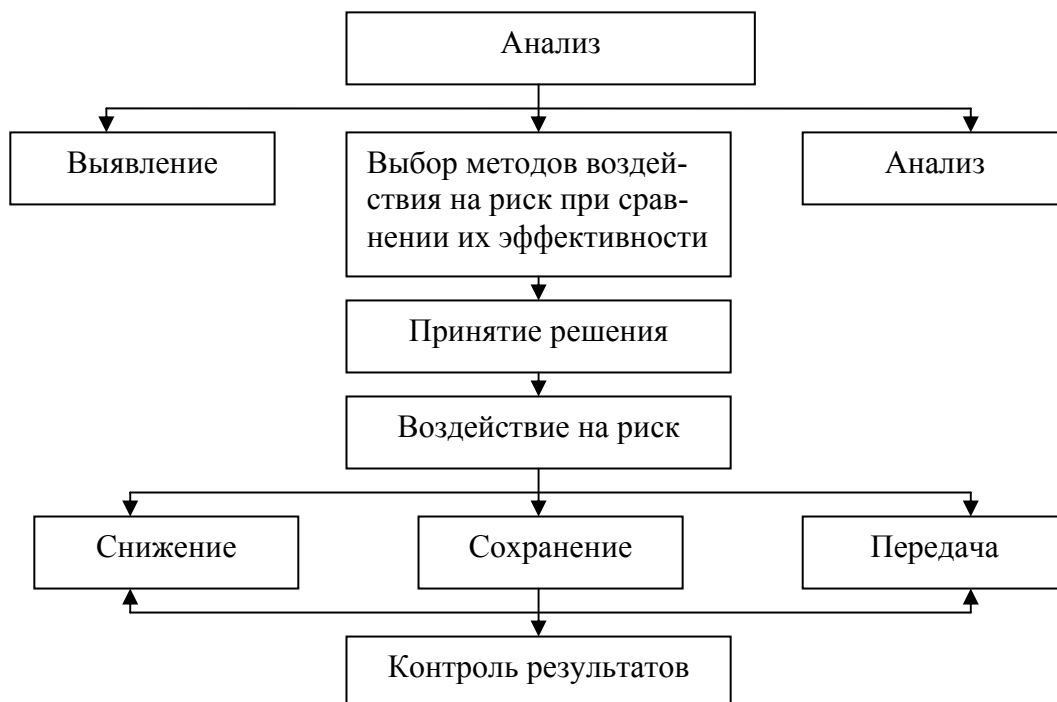 Анализ
Выявление
Выбор методов воздей-
ствия на риск при срав-
нении их эффективности
Анализ
Принятие решения
Воздействие на риск
Снижение
Сохранение
Передача
Контроль результатов